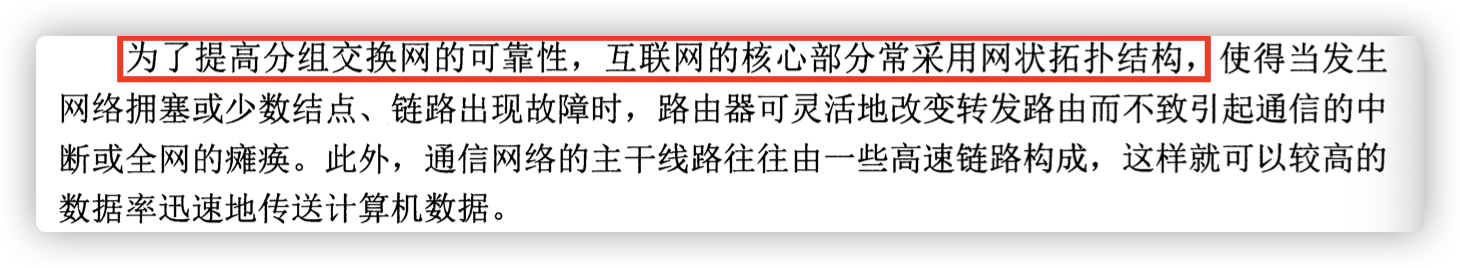 为了提高分组交换网的可靠性，互联网的核心部分常采用网状拓扑结构，使得当发生
网络拥塞或少数结点、链路出现故障时，路由器可灵活地改变转发路由而不致引起通信的中
断或全网的瘫痪。此外，通信网络的主干线路往往由一些高速链路构成，这样就可以较高的
数据率迅速地传送计算机数据。